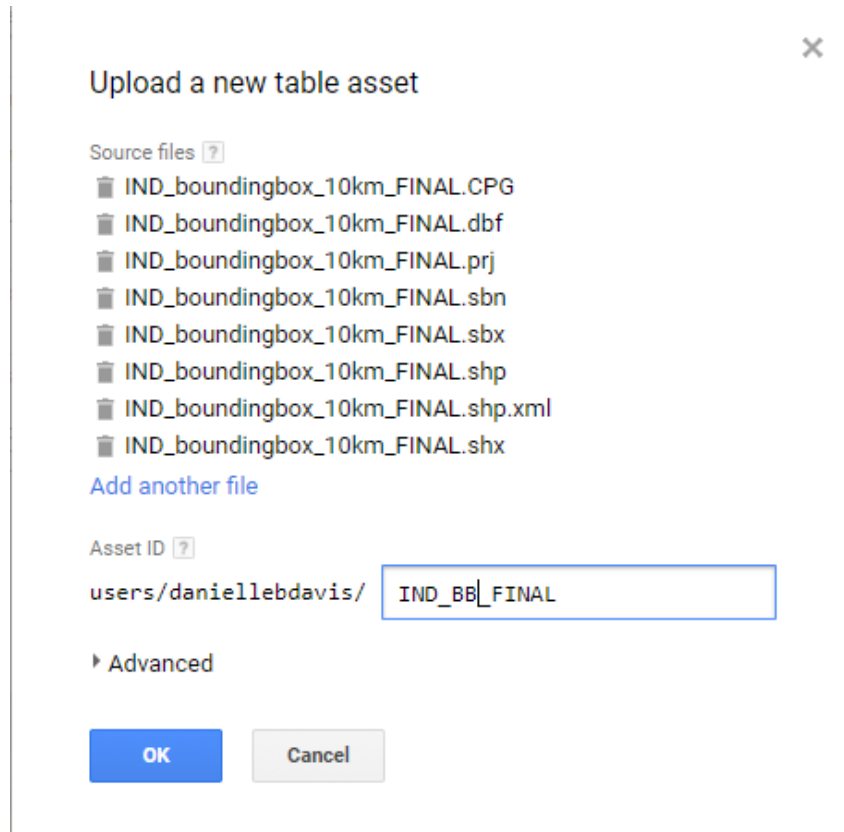 Upload a new table asset
Source files ?
IND_boundingbox_10km_FINAL.CPG
IND_boundingbox_10km_FINAL.dbf
IND_boundingbox_10km_FINAL.prj
IND_boundingbox_10km_FINAL.sbn
IND_boundingbox_10km_FINAL.sbx
IND_boundingbox_10km_FINAL.shp
IND_boundingbox_10km_FINAL.shp.xml
IND_boundingbox_10km_FINAL.shx
Add another file
Asset ID ?
users/daniellebdavis/ IND_BB_FINAL
Advanced
OK Cancel